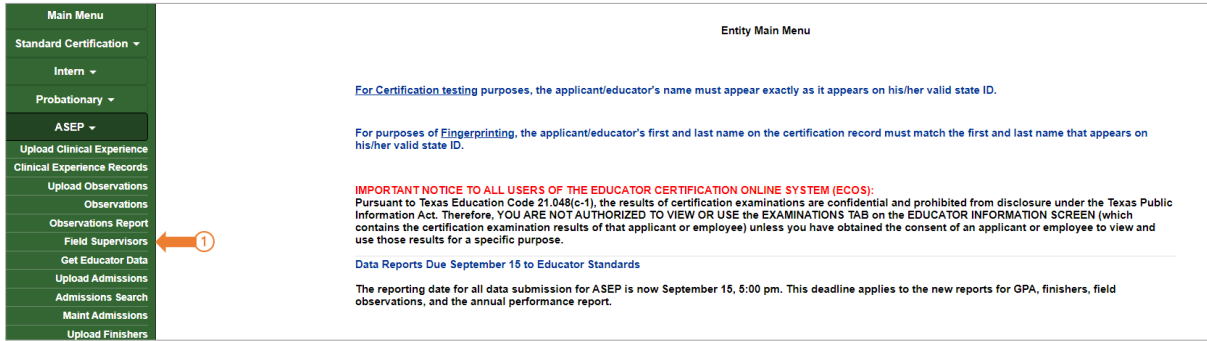 Main Menu
Standard Certification
Intern
Probationary
ASEP
Upload Clinical Experience
Clinical Experience Records
Upload Observations
Observations
Observations Report
Field Supervisors
1
Get Educator Data
Upload Admissions
Admissions Search
Maint Admissions
Upload Finishers
Entity Main Menu
For Certification testing purposes, the applicant/educator's name must appear exactly as it appears on his/her valid state ID.
For purposes of Fingerprinting, the applicant/educator's first and last name on the certification record must match the first and last name that appears on
his/her valid state ID.
IMPORTANT NOTICE TO ALL USERS OF THE EDUCATOR CERTIFICATION ONLINE SYSTEM (ECOS):
Pursuant to Texas Education Code 21.048(c-1), the results of certification examinations are confidential and prohibited from disclosure under the Texas Public
Information Act. Therefore, YOU ARE NOT AUTHORIZED TO VIEW OR USE the EXAMINATIONS TAB on the EDUCATOR INFORMATION SCREEN (which
contains the certification examination results of that applicant or employee) unless you have obtained the consent of an applicant or employee to view and
use those results for a specific purpose.
Data Reports Due September 15 to Educator Standards
The reporting date for all data submission for ASEP is now September 15, 5:00 pm. This deadline applies to the new reports for GPA, finishers, field
observations, and the annual performance report.